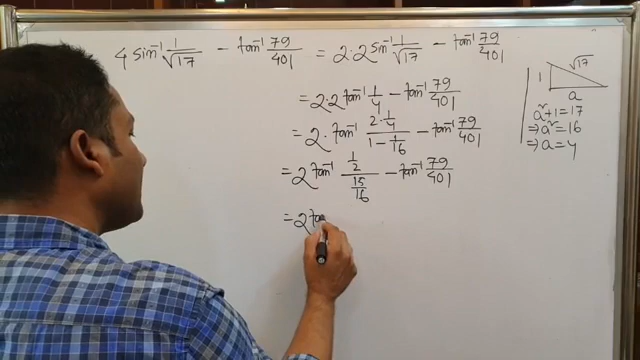 4 sin⁻¹ 1/√17 − tan⁻¹ 79/401 = 2·2 sin⁻¹ 1/√17 − tan⁻¹ 79/401
= 2·2 tan⁻¹ 1/4 − tan⁻¹ 79/401
= 2· tan⁻¹ (2·1/4)/(1 − 1/16) − tan⁻¹ 79/401
= 2 tan⁻¹ (1/2)/(15/16) − tan⁻¹ 79/401
= 2 tan
√17
1
a
a² + 1 = 17
⇒ a² = 16
⇒ a = 4